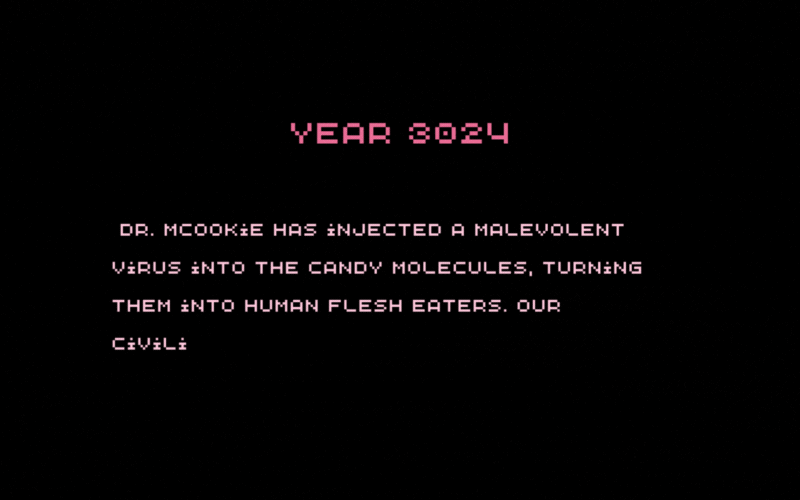 YEAR 3024
DR. MCOOKiE HAS iNJECTED A MALEVOLENT
ViRUS iNTO THE CANDY MOLECULES, TURNiNG
THEM iNTO HUMAN FLESH EATERS. OUR
CiViLi